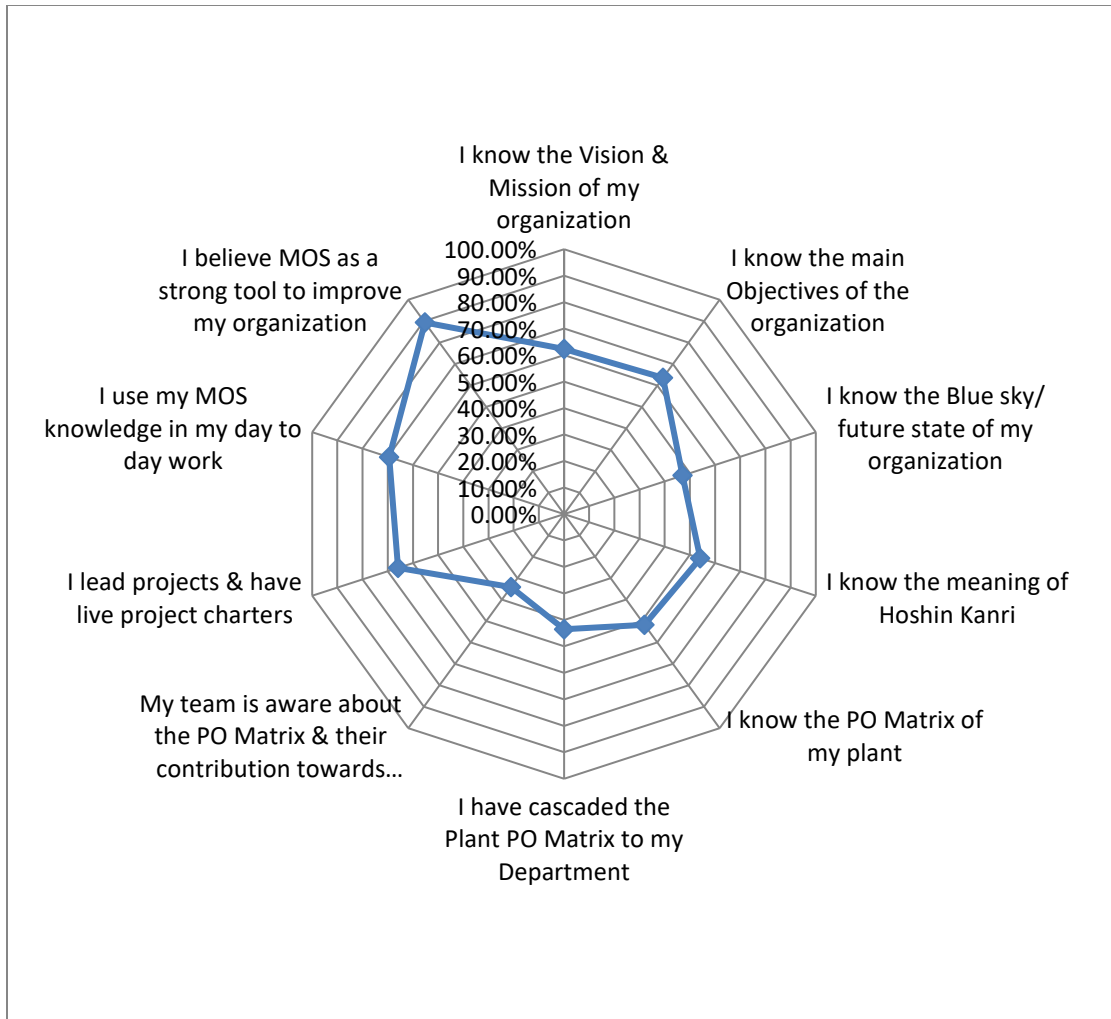 I know the Vision &
Mission of my
organization
I know the main
Objectives of the
organization
I know the Blue sky/
future state of my
organization
I know the meaning of
Hoshin Kanri
I know the PO Matrix of
my plant
I have cascaded the
Plant PO Matrix to my
Department
My team is aware about
the PO Matrix & their
contribution towards...
I lead projects & have
live project charters
I use my MOS
knowledge in my day to
day work
I believe MOS as a
strong tool to improve
my organization
100.00%
90.00%
80.00%
70.00%
60.00%
50.00%
40.00%
30.00%
20.00%
10.00%
0.00%